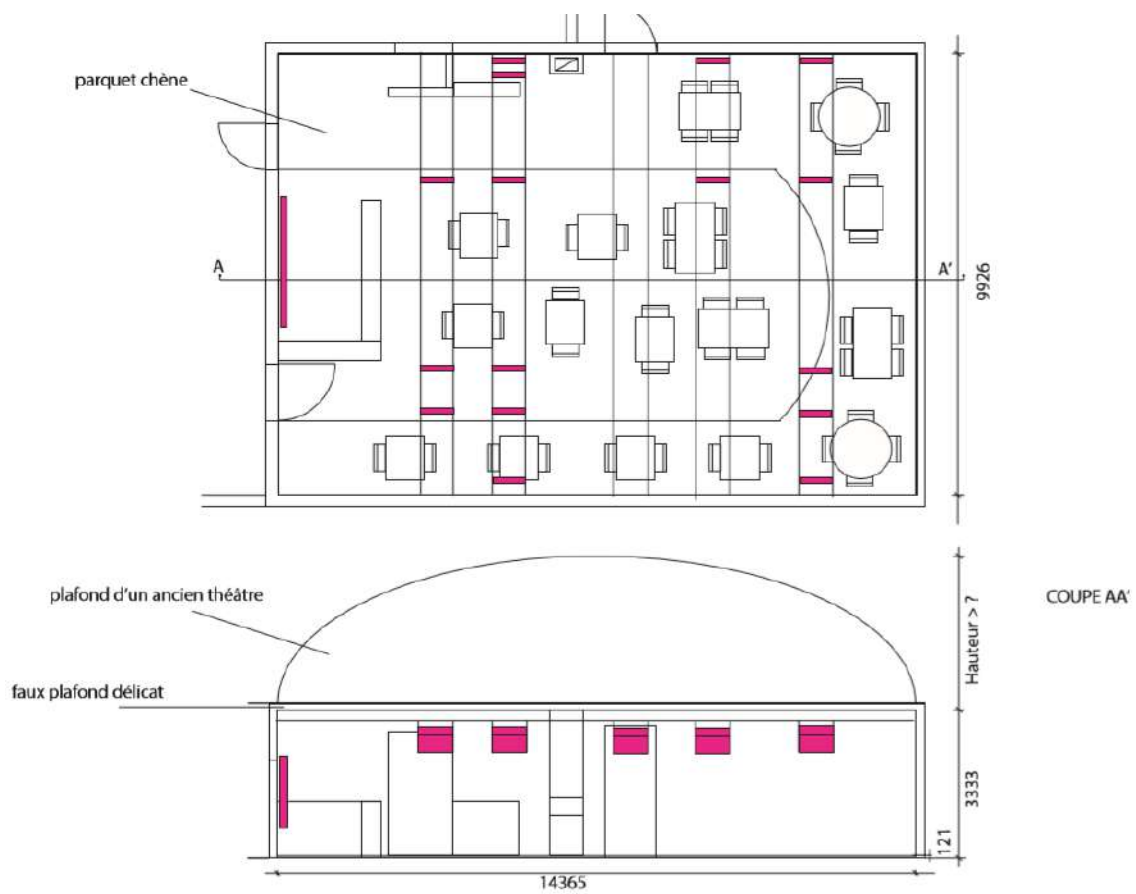 parquet chène
A
A'
9926
plafond d'un ancien théâtre
Hauteur > ?
COUPE AA'
faux plafond délicat
3333
121
14365